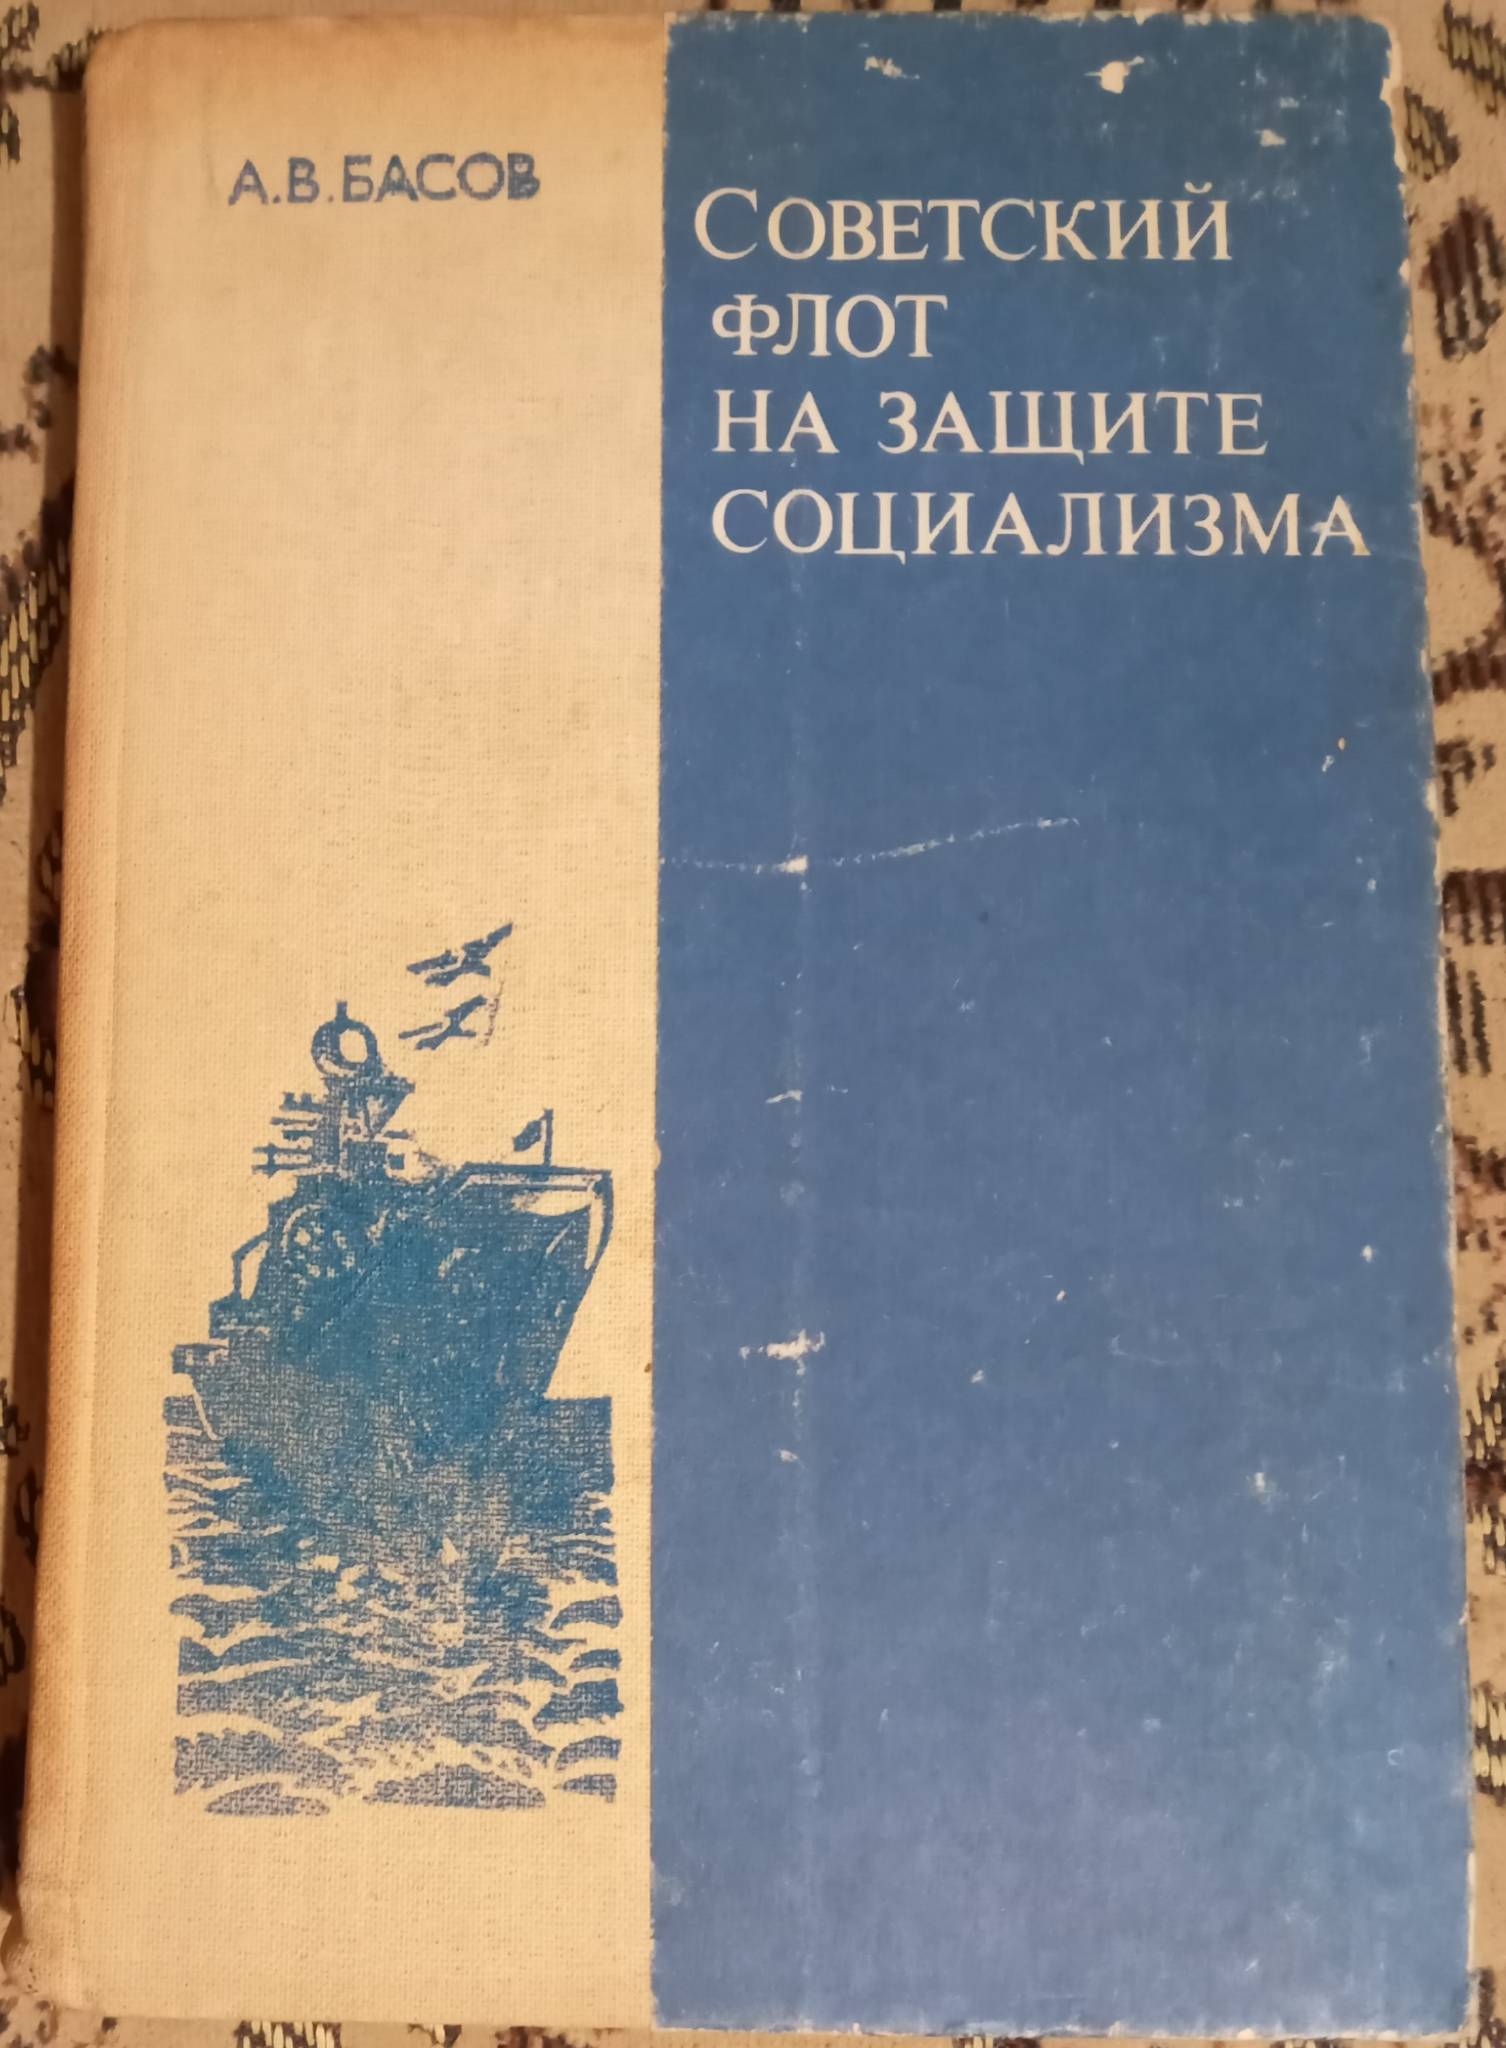 А.В.БАСОВ
СОВЕТСКИЙ
ФЛОТ
НА ЗАЩИТЕ
СОЦИАЛИЗМА